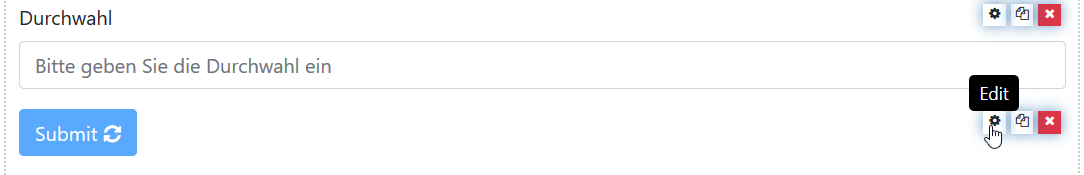 Durchwahl
Bitte geben Sie die Durchwahl ein
Edit
Submit